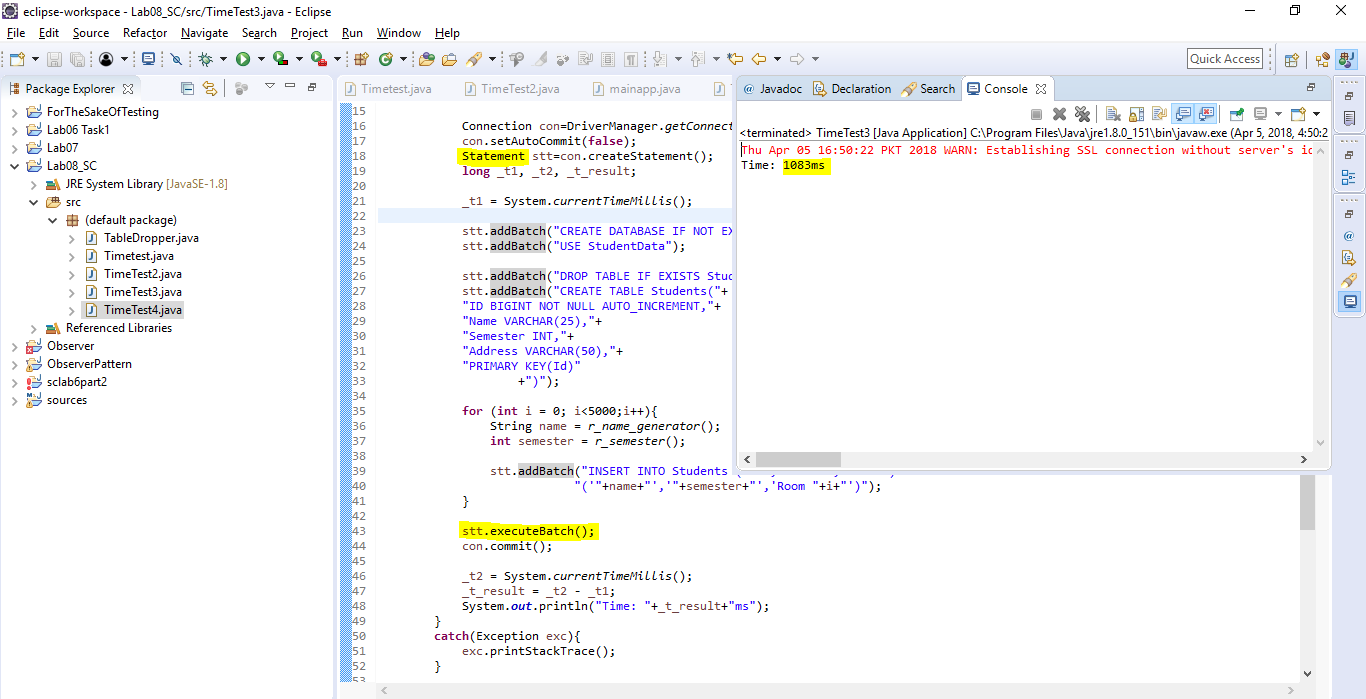 eclipse-workspace - Lab08_SC/src/TimeTest3.java - Eclipse
File Edit Source Refactor Navigate Search Project Run Window Help
Quick Access
Package Explorer
ForTheSakeOfTesting
Lab06 Task1
Lab07
Lab08_SC
JRE System Library [JavaSE-1.8]
src
(default package)
TableDropper.java
Timetest.java
TimeTest2.java
TimeTest3.java
TimeTest4.java
Referenced Libraries
Observer
ObserverPattern
sclab6part2
sources
Timetest.java TimeTest2.java mainapp.java
15
16 Connection con=DriverManager.getConnect
17 con.setAutoCommit(false);
18 Statement stt=con.createStatement();
19 long _t1, _t2, _t_result;
20
21 _t1 = System.currentTimeMillis();
22
23 stt.addBatch("CREATE DATABASE IF NOT EX
24 stt.addBatch("USE StudentData");
25
26 stt.addBatch("DROP TABLE IF EXISTS Stud
27 stt.addBatch("CREATE TABLE Students("+
28 "ID BIGINT NOT NULL AUTO_INCREMENT,"+
29 "Name VARCHAR(25),"+
30 "Semester INT,"+
31 "Address VARCHAR(50),"+
32 "PRIMARY KEY(Id)"
33 +")");
34
35 for (int i = 0; i<5000;i++){
36 String name = r_name_generator();
37 int semester = r_semester();
38
39 stt.addBatch("INSERT INTO Students
40 "('"+name+"','"+semester+"','Room "+i+"')");
41 }
42
43 stt.executeBatch();
44 con.commit();
45
46 _t2 = System.currentTimeMillis();
47 _t_result = _t2 - _t1;
48 System.out.println("Time: "+_t_result+"ms");
49 }
50 catch(Exception exc){
51 exc.printStackTrace();
52 }
53
Javadoc Declaration Search Console
<terminated> TimeTest3 [Java Application] C:\Program Files\Java\jre1.8.0_151\bin\javaw.exe (Apr 5, 2018, 4:50:2
Thu Apr 05 16:50:22 PKT 2018 WARN: Establishing SSL connection without server's id
Time: 1083ms